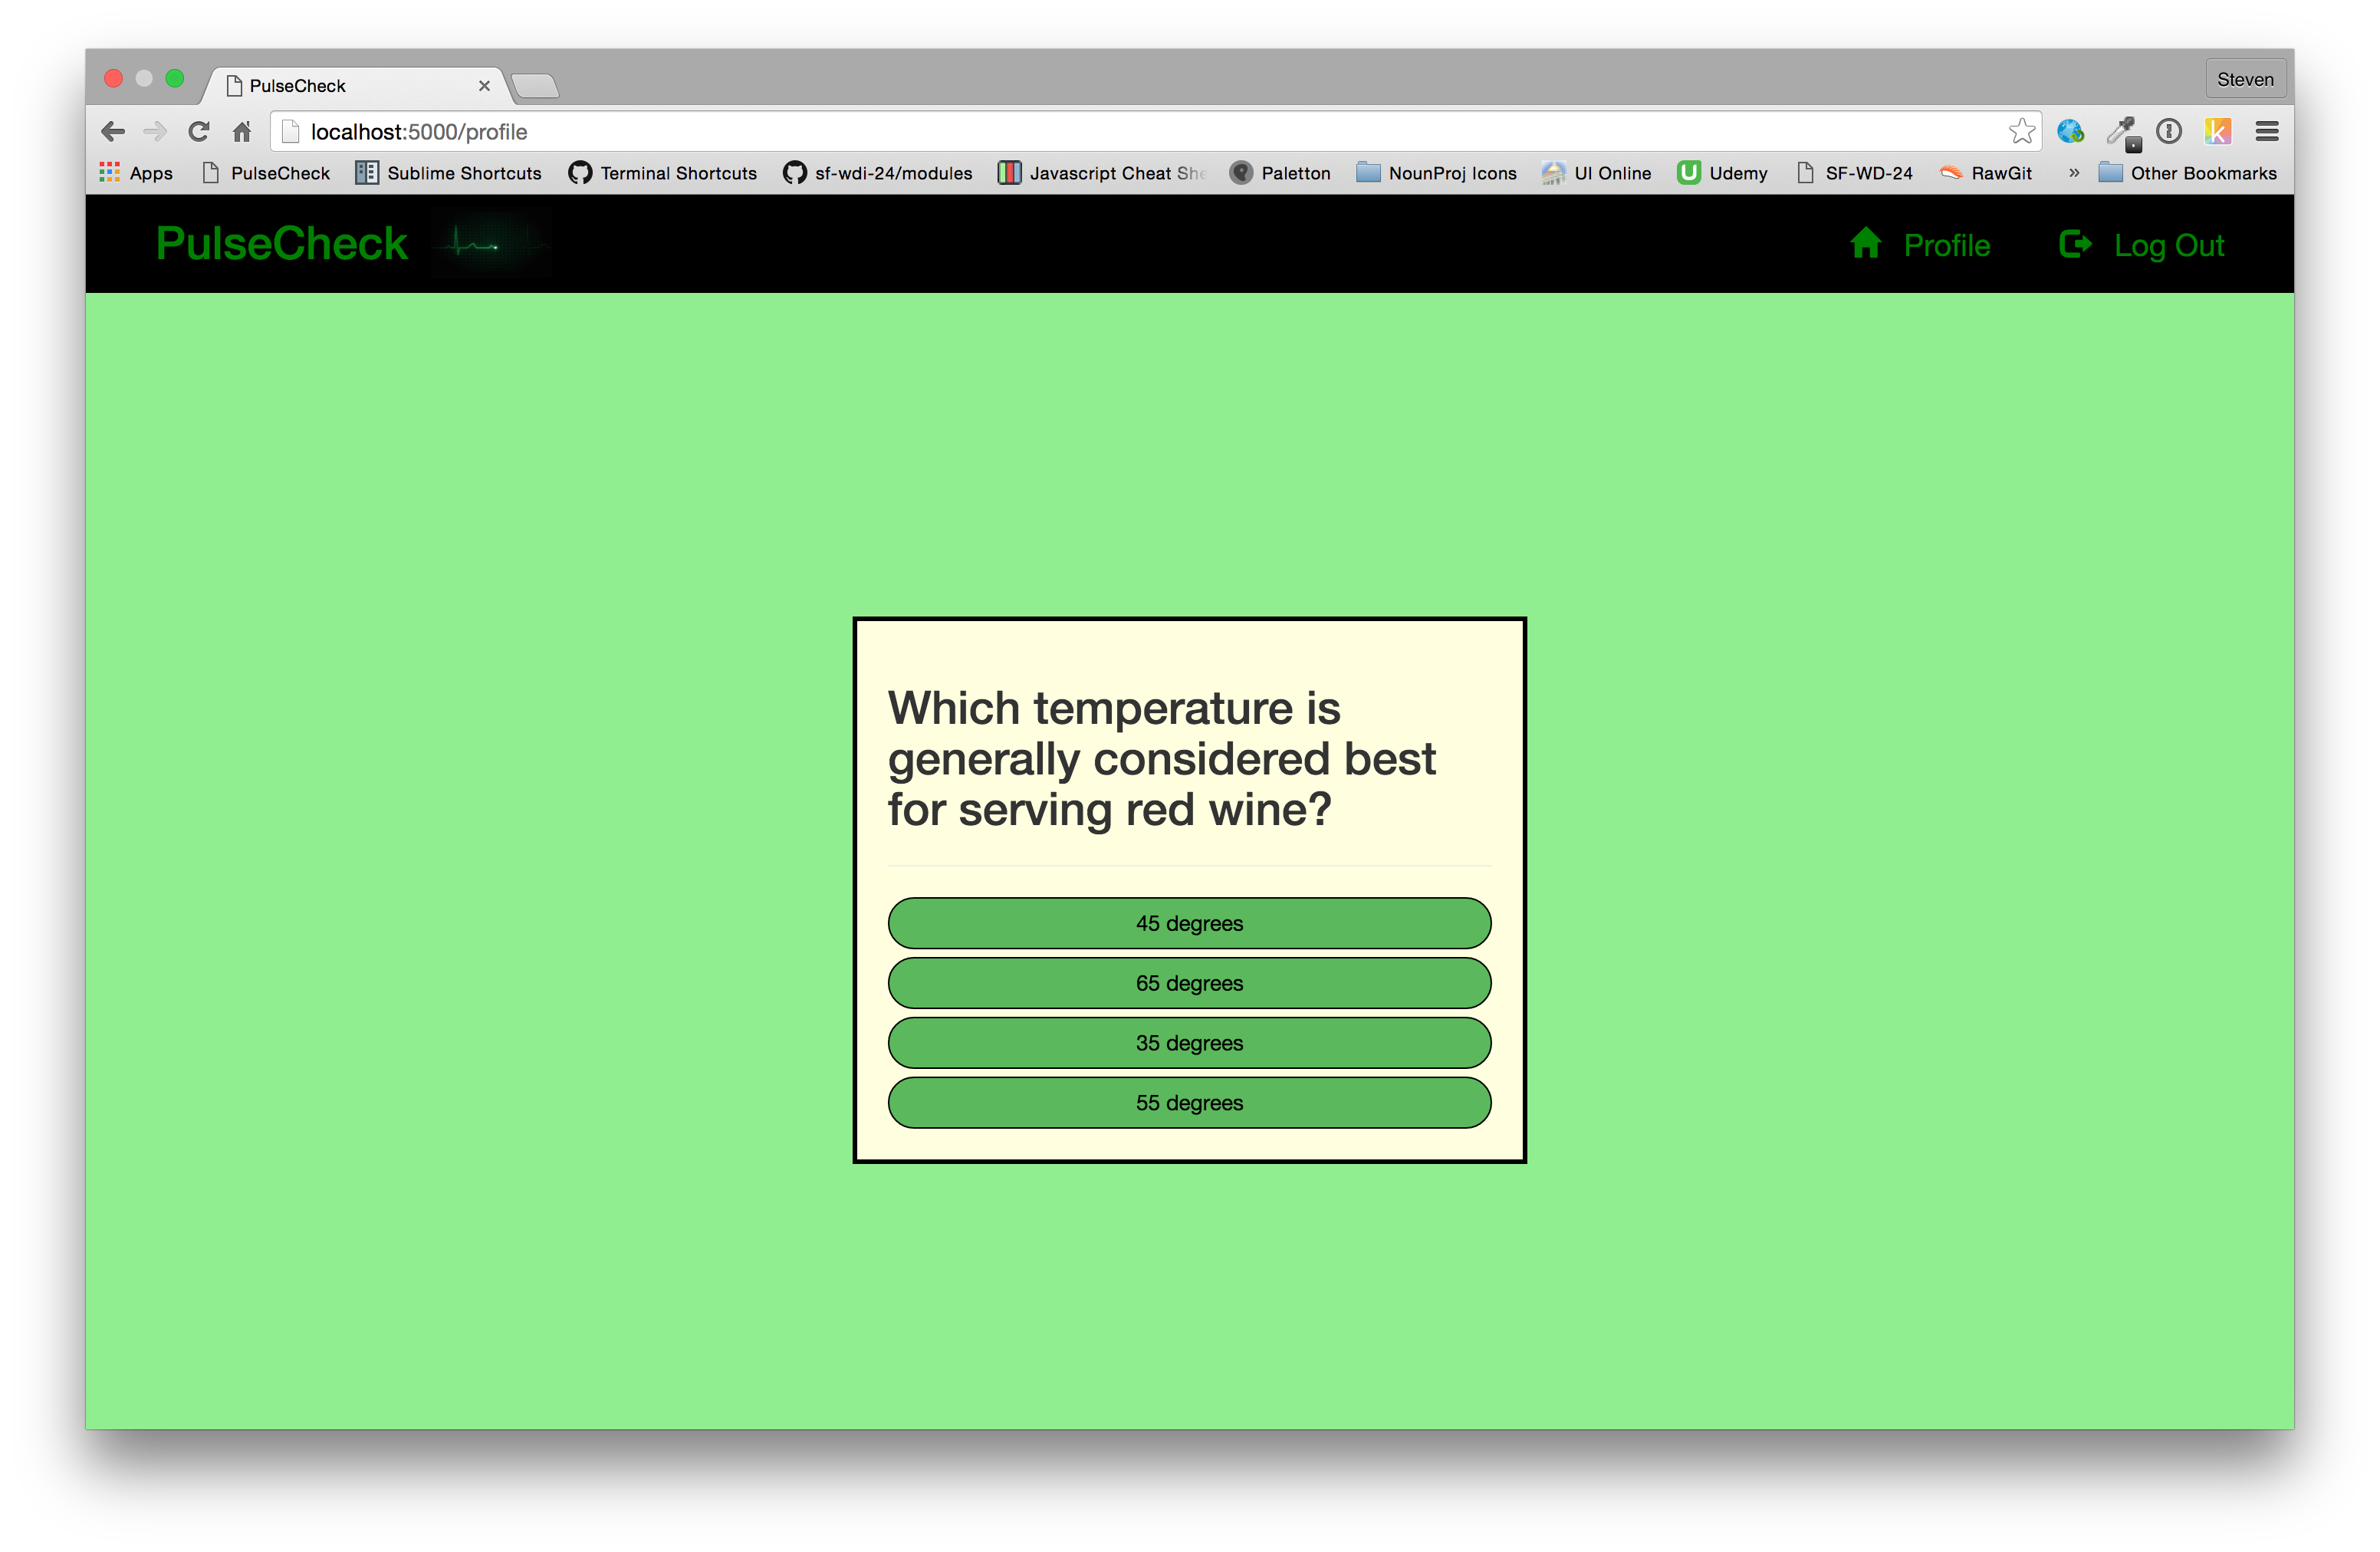 PulseCheck
Steven
localhost:5000/profile
Apps PulseCheck Sublime Shortcuts Terminal Shortcuts sf-wdi-24/modules Javascript Cheat She Paletton NounProj Icons UI Online Udemy SF-WD-24 RawGit » Other Bookmarks
PulseCheck Profile Log Out
Which temperature is
generally considered best
for serving red wine?
45 degrees
65 degrees
35 degrees
55 degrees